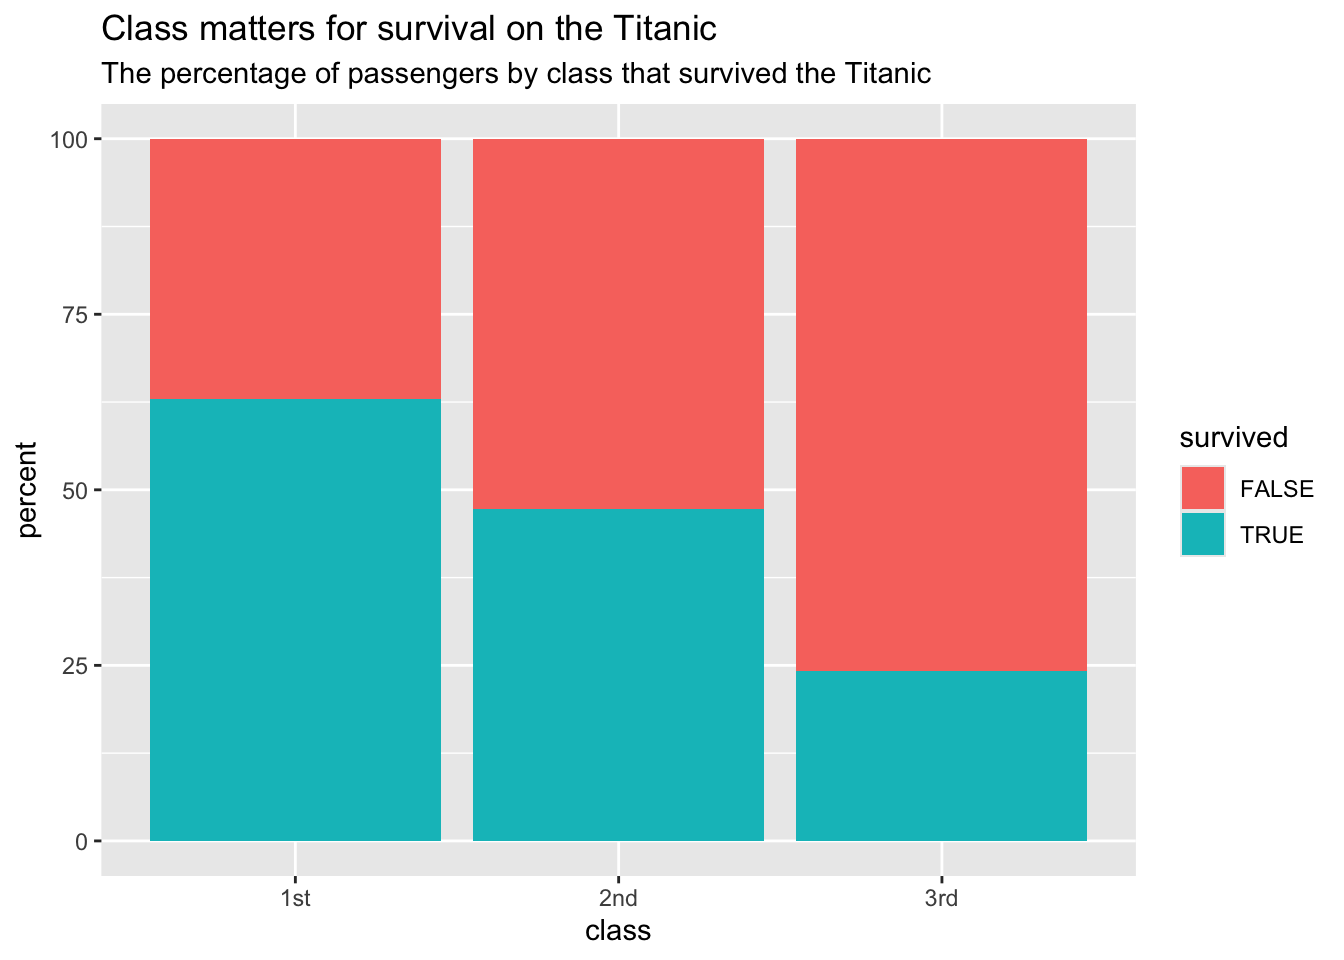 Class matters for survival on the Titanic
The percentage of passengers by class that survived the Titanic
100
75
50
25
0
percent
1st
2nd
3rd
class
survived
FALSE
TRUE